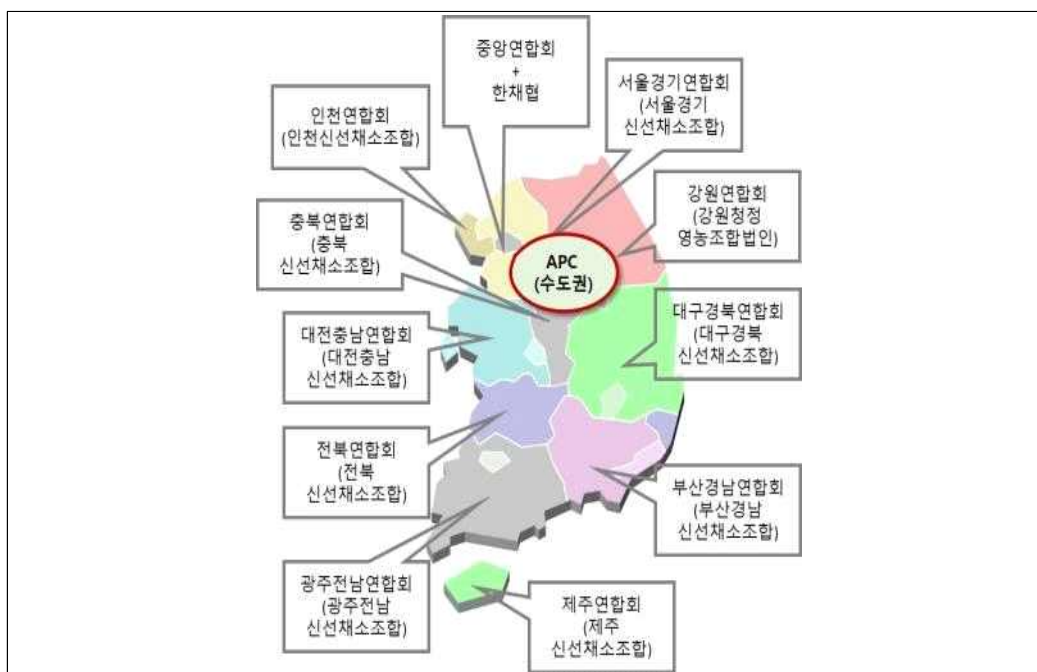 중앙연합회
+
한채협
서울경기연합회
(서울경기
신선채소조합)
인천연합회
(인천신선채소조합)
강원연합회
(강원청정
영농조합법인)
충북연합회
(충북
신선채소조합)
APC
(수도권)
대구경북연합회
(대구경북
신선채소조합)
대전충남연합회
(대전충남
신선채소조합)
전북연합회
(전북
신선채소조합)
부산경남연합회
(부산경남
신선채소조합)
광주전남연합회
(광주전남
신선채소조합)
제주연합회
(제주
신선채소조합)